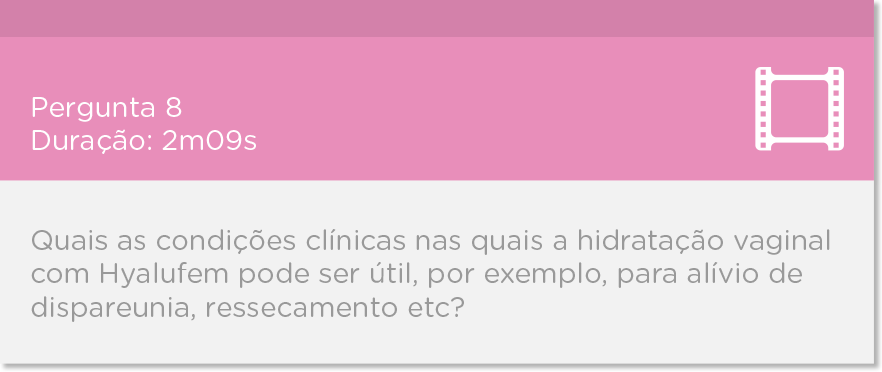 Pergunta 8
Duração: 2m09s
Quais as condições clínicas nas quais a hidratação vaginal
com Hyalufem pode ser útil, por exemplo, para alívio de
dispareunia, ressecamento etc?